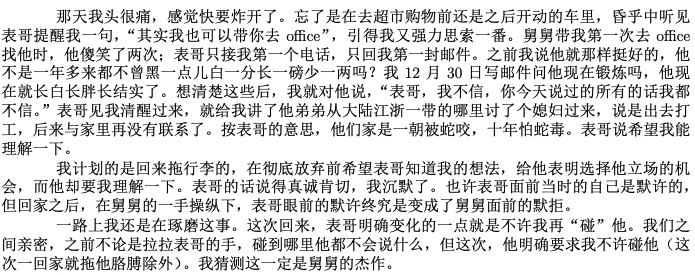 那天我头很痛，感觉快要炸开了。忘了是在去超市购物前还是之后开动的车里，昏乎中听见
表哥提醒我一句，“其实我也可以带你去 office”，引得我又强力思索一番。舅舅带我第一次去 office
找他时，他傻笑了两次；表哥只接我第一个电话，只回我第一封邮件。之前我说他就那样挺好的，他
不是一年多来都不曾黑一点儿白一分长一磅少一两吗？我 12 月 30 日写邮件问他现在锻炼吗，他现
在就长白长胖长结实了。想清楚这些后，我就对他说，“表哥，我不信，你今天说过的所有的话我都
不信。”表哥见我清醒过来，就给我讲了他弟弟从大陆江浙一带的哪里讨了个媳妇过来，说是出去打
工，后来与家里再没有联系了。按表哥的意思，他们家是一朝被蛇咬，十年怕蛇毒。表哥说希望我能
理解一下。
我计划的是回来拖行李的，在彻底放弃前希望表哥知道我的想法，给他表明选择他立场的机
会，而他却要我理解一下。表哥的话说得真诚肯切，我沉默了。也许表哥面前当时的自己是默许的，
但回家之后，在舅舅的一手操纵下，表哥眼前的默许终究是变成了舅舅面前的默拒。
一路上我还是在琢磨这事。这次回来，表哥明确变化的一点就是不许我再“碰”他。我们之
间亲密，之前不论是拉拉表哥的手，碰到哪里他都不会说什么，但这次，他明确要求我不许碰他（这
次一回家就拖他胳膊除外）。我猜测这一定是舅舅的杰作。